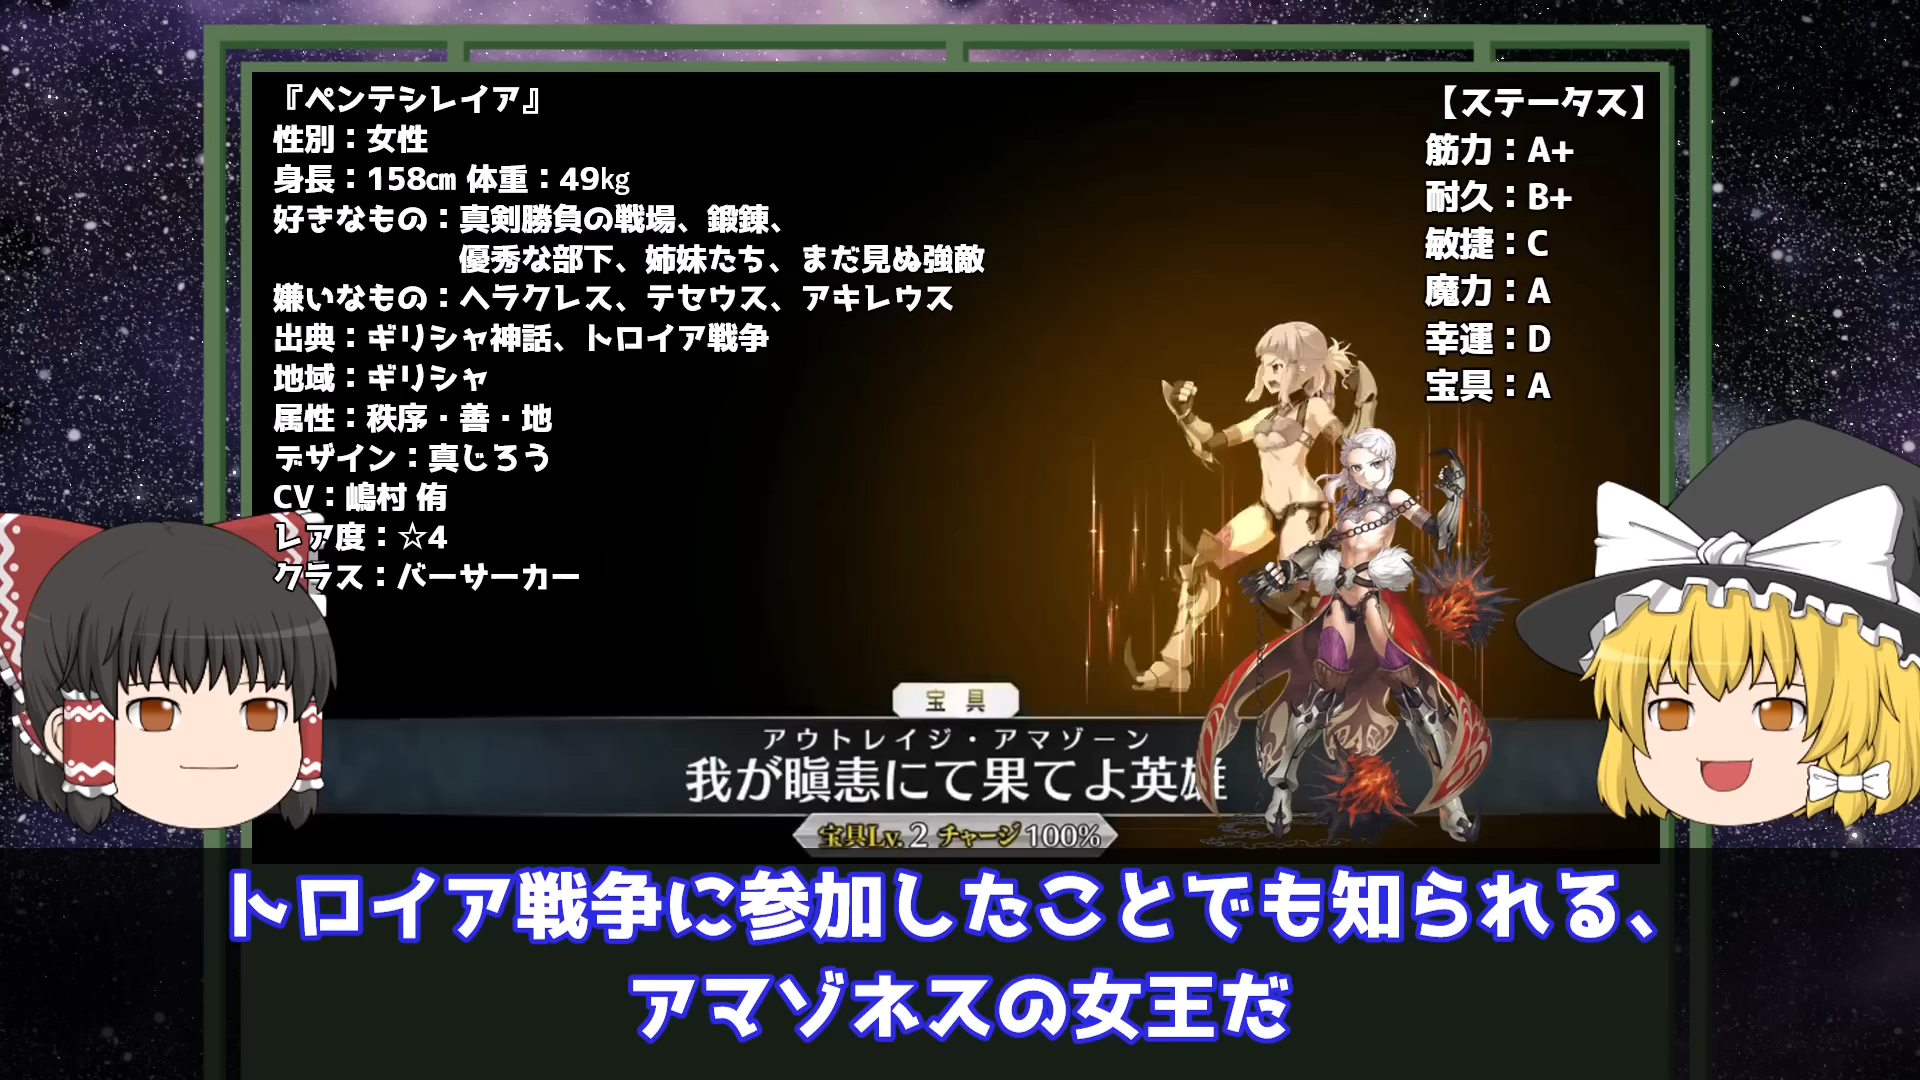 『ペンテシレイア』
性別：女性
身長：158㎝ 体重：49㎏
好きなもの：真剣勝負の戦場、鍛錬、
優秀な部下、姉妹たち、まだ見ぬ強敵
嫌いなもの：ヘラクレス、テセウス、アキレウス
出典：ギリシャ神話、トロイア戦争
地域：ギリシャ
属性：秩序・善・地
デザイン：真じろう
CV：嶋村 侑
レア度：☆4
クラス：バーサーカー
【ステータス】
筋力：A+
耐久：B+
敏捷：C
魔力：A
幸運：D
宝具：A
宝具
アウトレイジ・アマゾーン
我が瞋恚にて果てよ英雄
宝具Lv.2 チャージ100%
トロイア戦争に参加したことでも知られる、
アマゾネスの女王だ